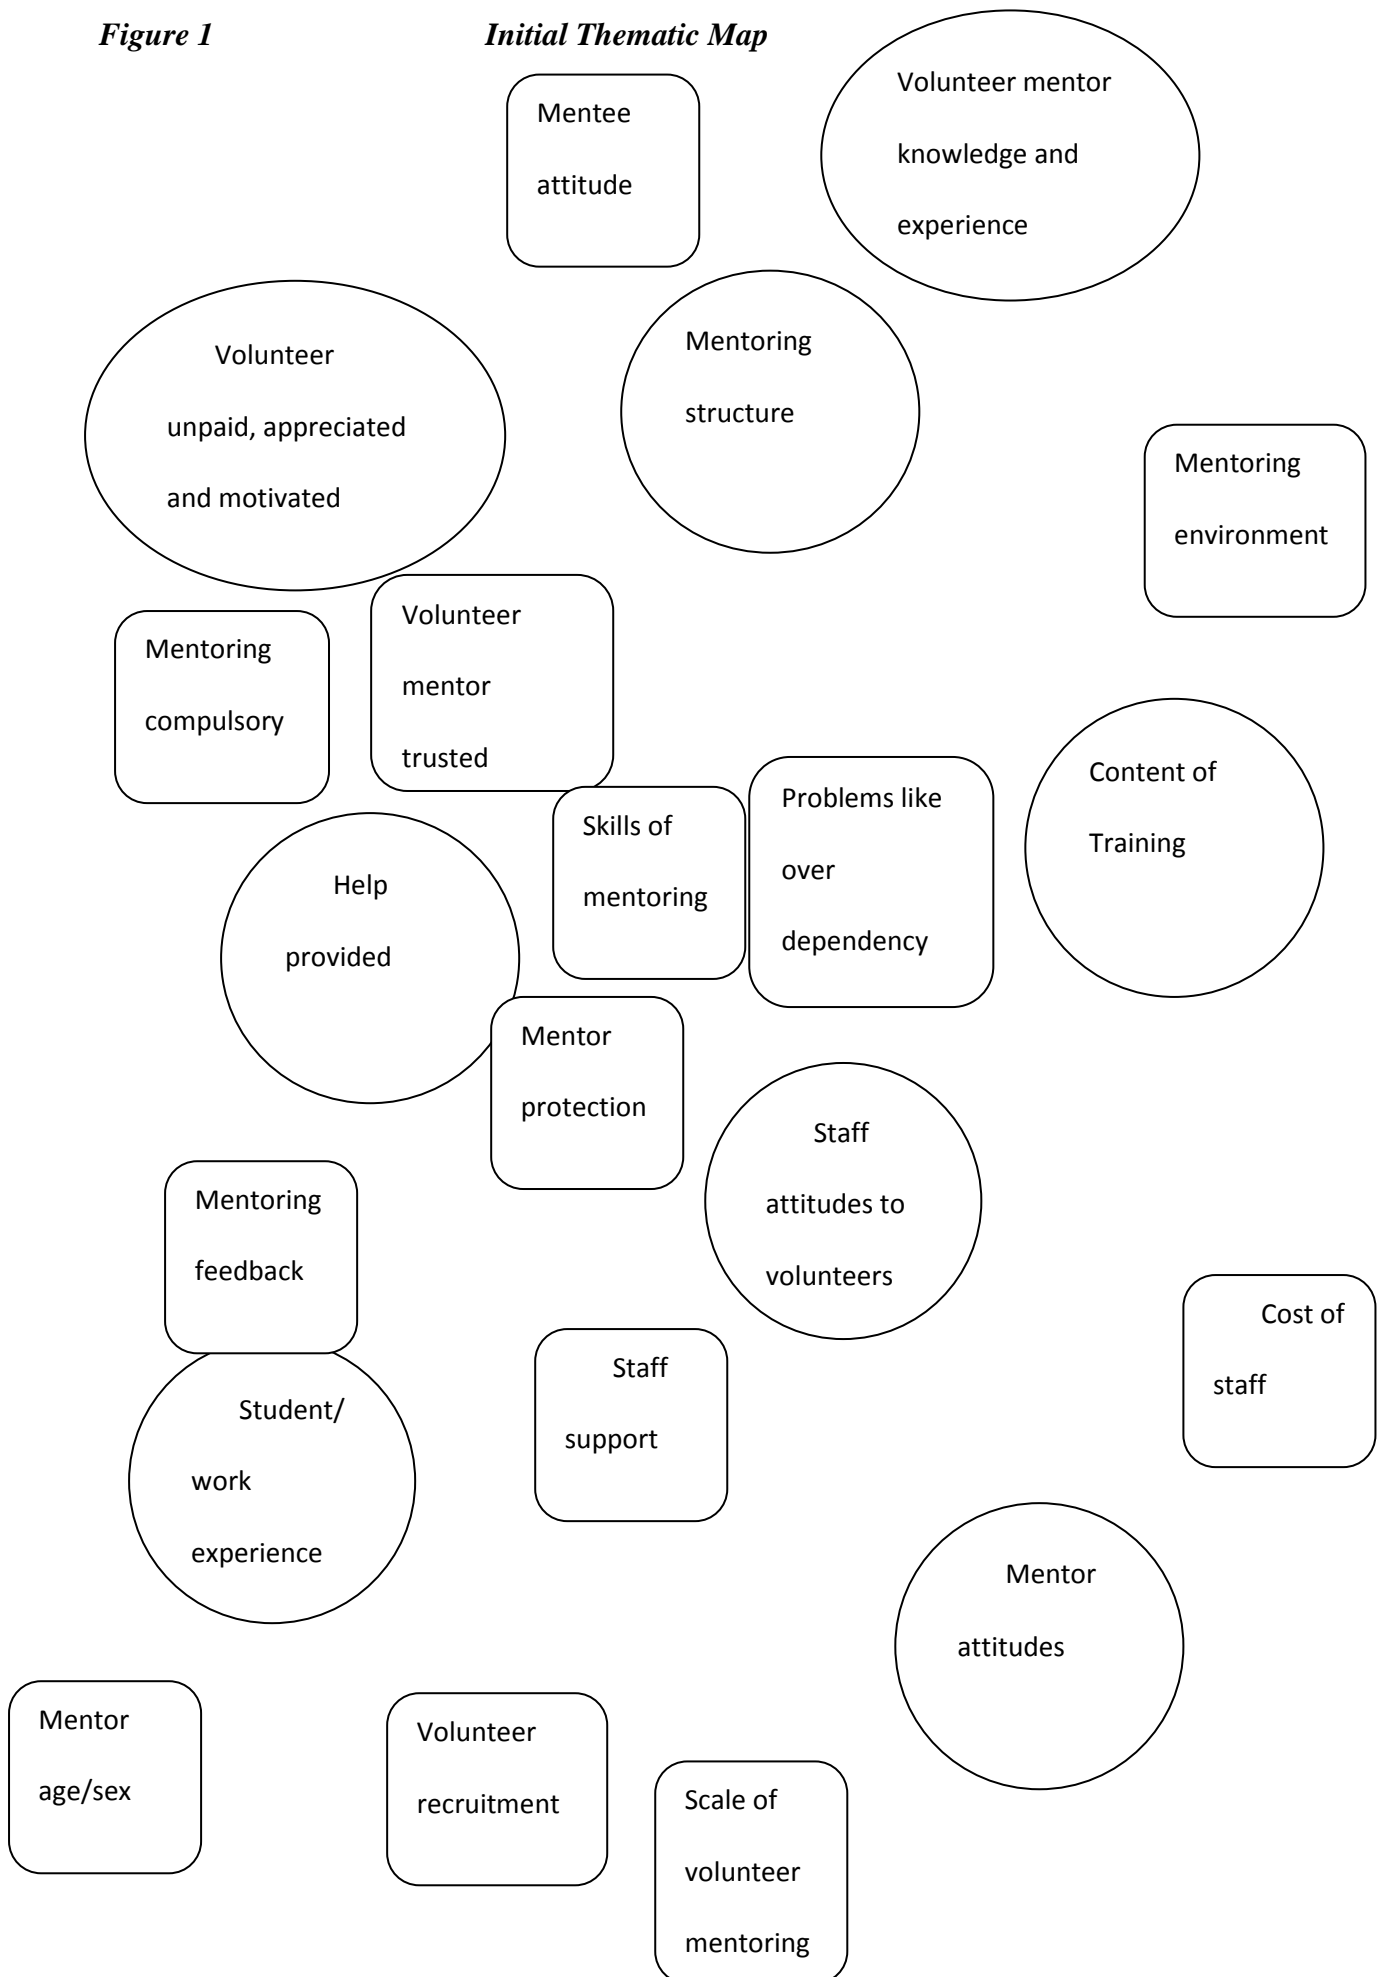 Figure 1 Initial Thematic Map
Mentee
attitude
Volunteer mentor
knowledge and
experience
Volunteer
unpaid, appreciated
and motivated
Mentoring
structure
Mentoring
environment
Mentoring
compulsory
Volunteer
mentor
trusted
Skills of
mentoring
Problems like
over
dependency
Content of
Training
Help
provided
Mentor
protection
Staff
attitudes to
volunteers
Mentoring
feedback
Student/
work
experience
Staff
support
Cost of
staff
Mentor
attitudes
Mentor
age/sex
Volunteer
recruitment
Scale of
volunteer
mentoring